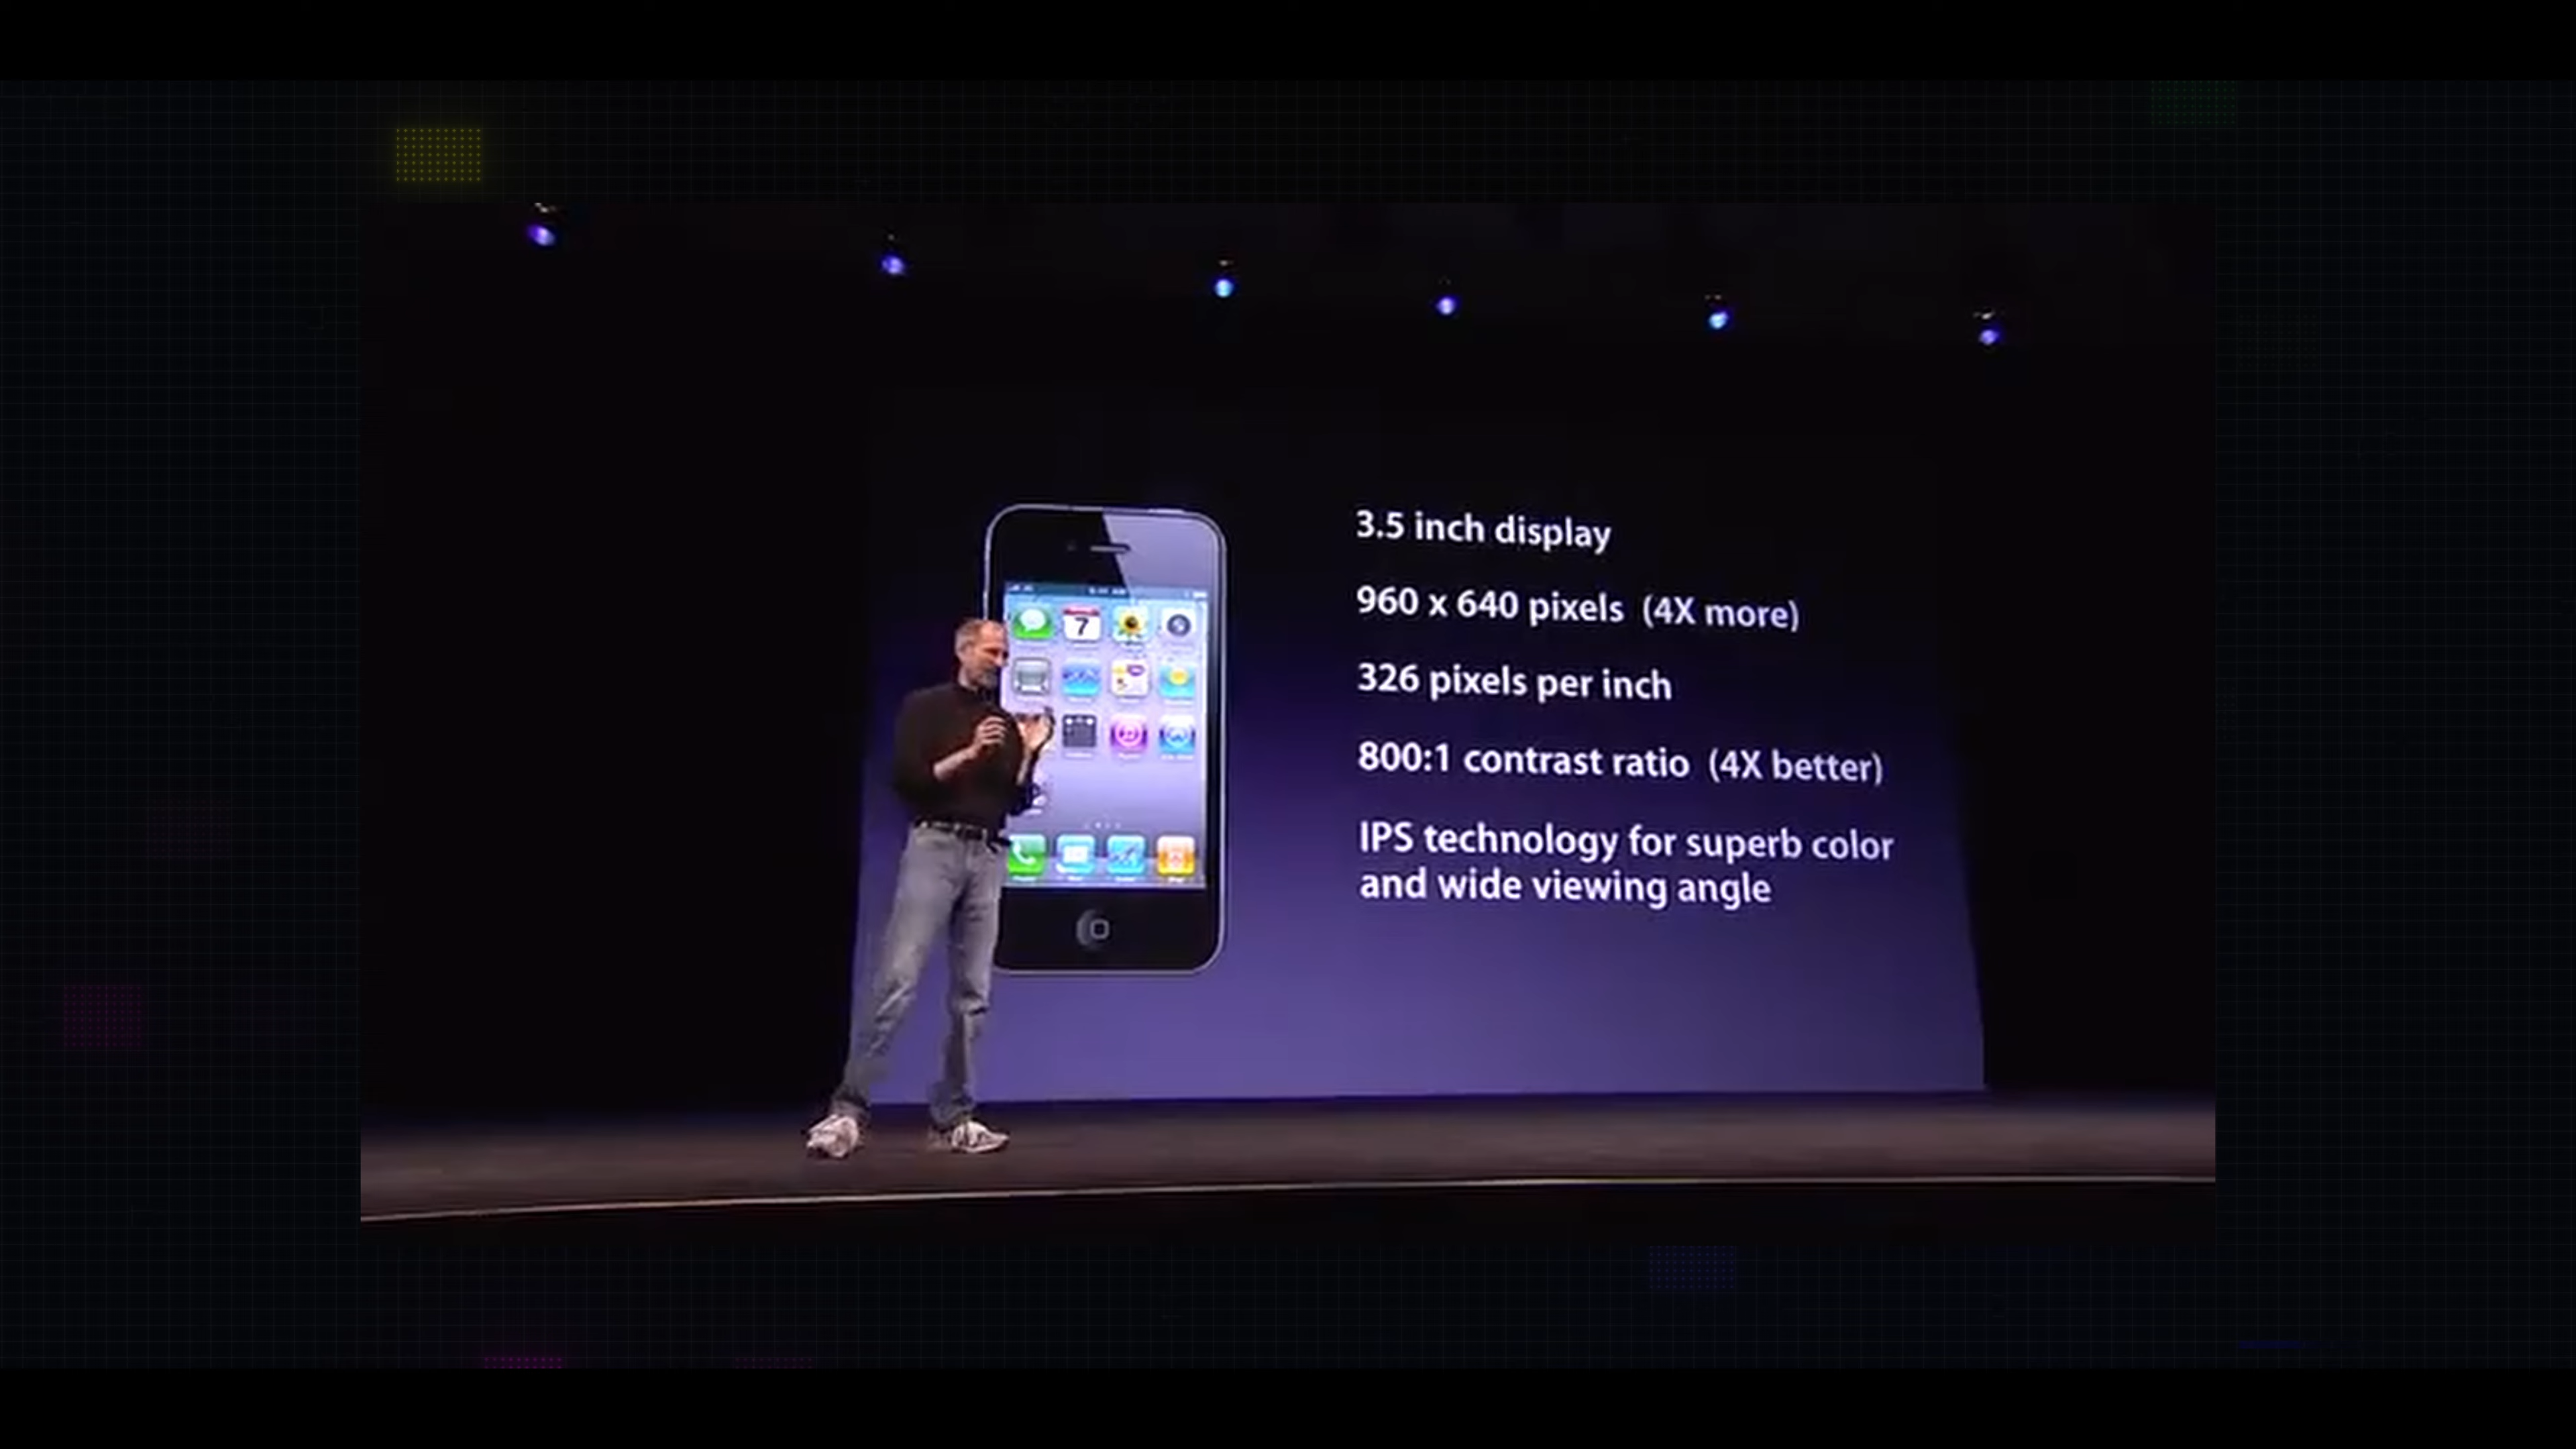 3.5 inch display
960 x 640 pixels (4X more)
326 pixels per inch
800:1 contrast ratio (4X better)
IPS technology for superb color
and wide viewing angle
7